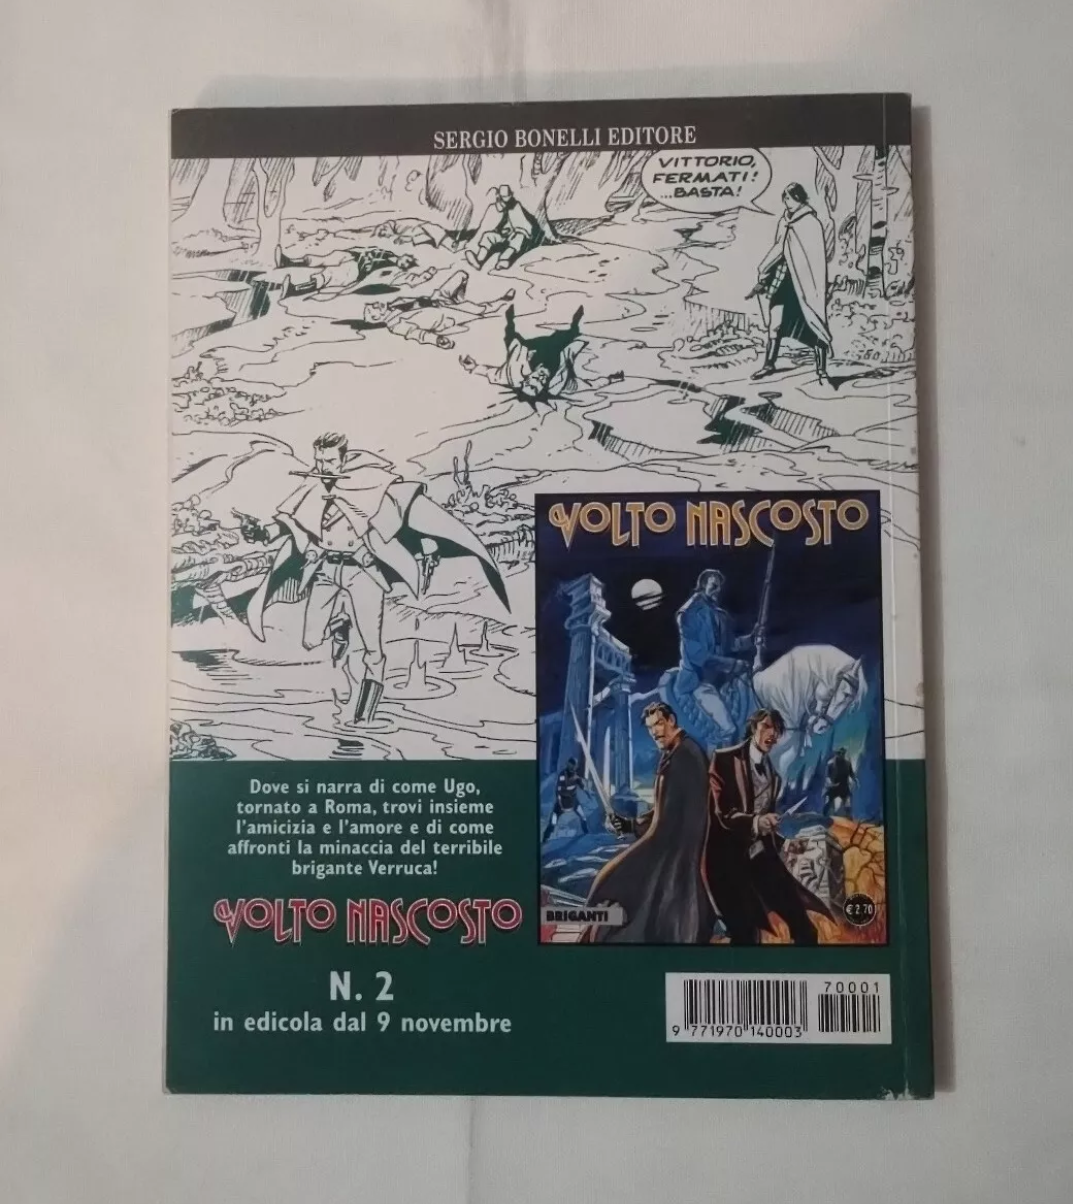 SERGIO BONELLI EDITORE
VITTORIO,
FERMATI!
...BASTA!
VOLTO NASCOSTO
BRIGANTI
€ 2,70
Dove si narra di come Ugo,
tornato a Roma, trovi insieme
l'amicizia e l'amore e di come
affronti la minaccia del terribile
brigante Verruca!
VOLTO NASCOSTO
N. 2
in edicola dal 9 novembre
70001
9 771970 140003